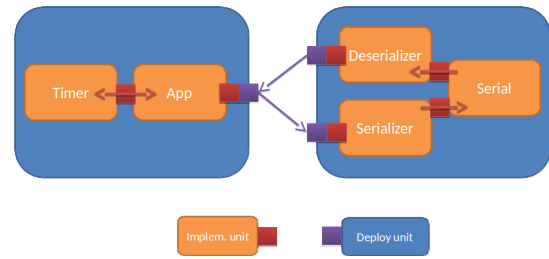 Timer
App
Deserializer
Serial
Serializer
Implem. unit
Deploy unit